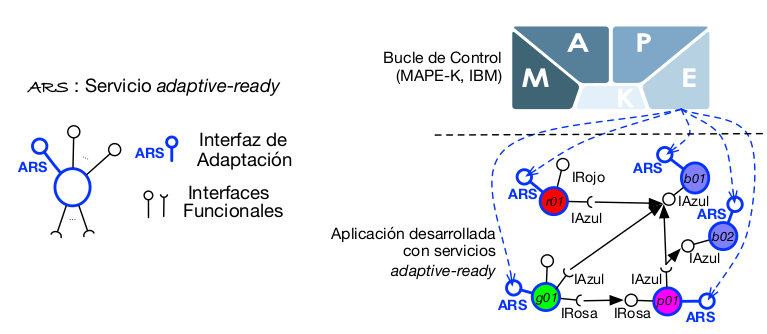 ARS : Servicio adaptive-ready
ARS
...
...
ARS
Interfaz de
Adaptación
Interfaces
Funcionales
Bucle de Control
(MAPE-K, IBM)
M
A
P
E
K
Aplicación desarrollada
con servicios
adaptive-ready
ARS
r01
IRojo
IAzul
ARS
b01
IAzul
ARS
b02
IAzul
ARS
g01
IAzul
IRosa
IRosa
IAzul
p01
ARS